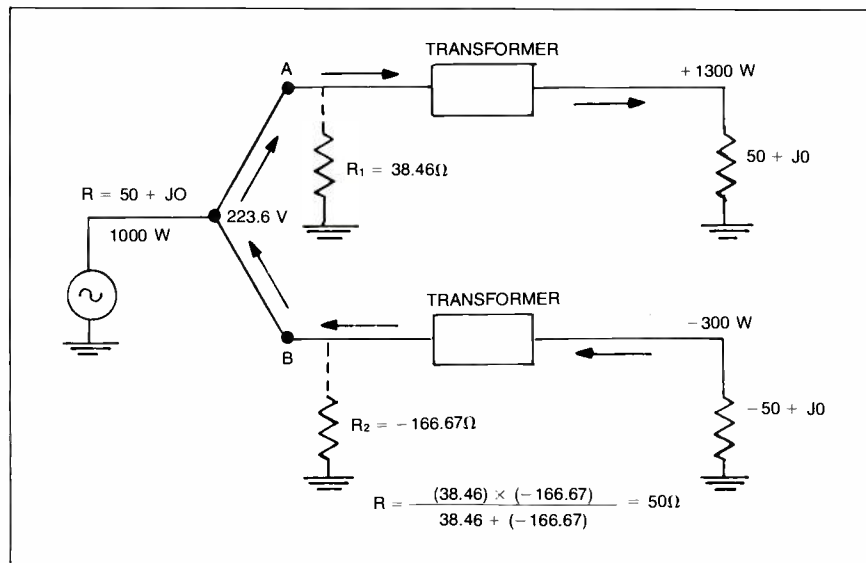 TRANSFORMER
A
+1300 W
R₁ = 38.46Ω
50 + J0
R = 50 + JO
223.6 V
1000 W
TRANSFORMER
−300 W
B
R₂ = −166.67Ω
−50 + J0
R = (38.46) × (−166.67) / 38.46 + (−166.67) = 50Ω